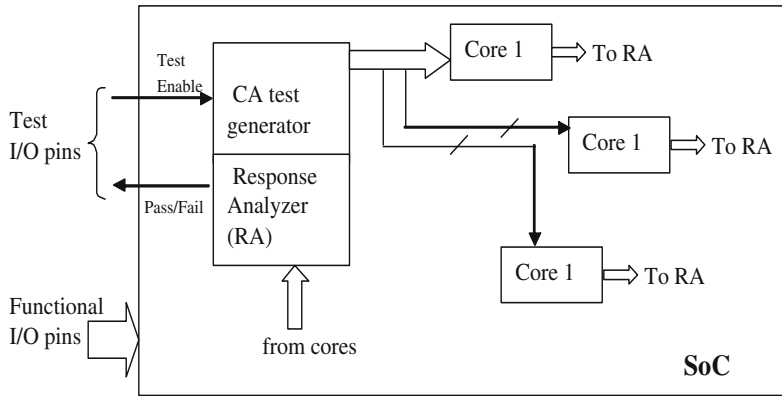 Test
Enable
Test
I/O pins
Pass/Fail
CA test
generator
Response
Analyzer
(RA)
from cores
Functional
I/O pins
Core 1
To RA
Core 1
To RA
Core 1
To RA
SoC